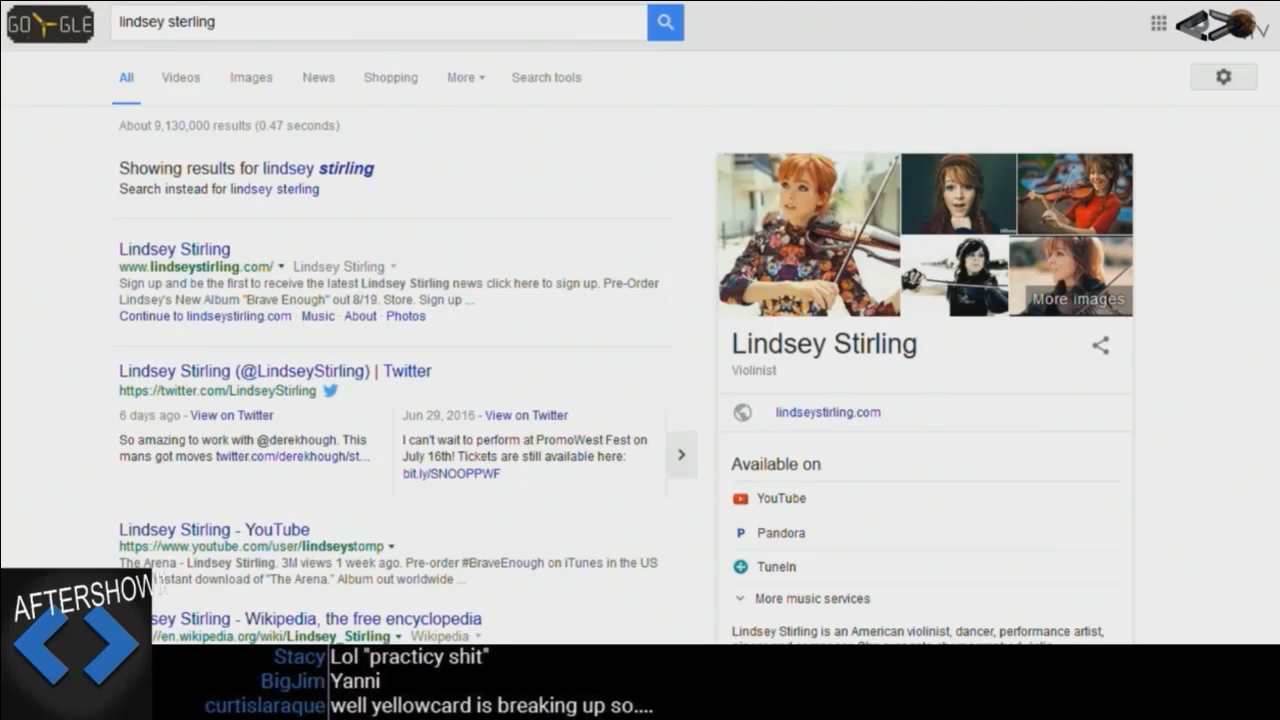 GO GLE
lindsey sterling
All Videos Images News Shopping More Search tools
About 9,130,000 results (0.47 seconds)
Showing results for lindsey stirling
Search instead for lindsey sterling
Lindsey Stirling
www.lindseystirling.com/ Lindsey Stirling
Sign up and be the first to receive the latest Lindsey Stirling news click here to sign up. Pre-Order
Lindsey's New Album "Brave Enough" out 8/19. Store. Sign up ...
Continue to lindseystirling.com · Music · About · Photos
Lindsey Stirling (@LindseyStirling) | Twitter
https://twitter.com/LindseyStirling
6 days ago - View on Twitter
So amazing to work with @derekhough. This
mans got moves twitter.com/derekhough/st...
Jun 29, 2016 - View on Twitter
I can't wait to perform at PromoWest Fest on
July 16th! Tickets are still available here:
bit.ly/SNOOPPWF
Lindsey Stirling - YouTube
https://www.youtube.com/user/lindseystomp
The Arena - Lindsey Stirling. 3M views 1 week ago. Pre-order #BraveEnough on iTunes in the US
instant download of "The Arena." Album out worldwide ...
sey Stirling - Wikipedia, the free encyclopedia
//en.wikipedia.org/wiki/Lindsey_Stirling Wikipedia
More images
Lindsey Stirling
Violinist
lindseystirling.com
Available on
YouTube
Pandora
TuneIn
More music services
Lindsey Stirling is an American violinist, dancer, performance artist,
AFTERSHOW
Stacy Lol "practicy shit"
BigJim Yanni
curtislaraque well yellowcard is breaking up so....